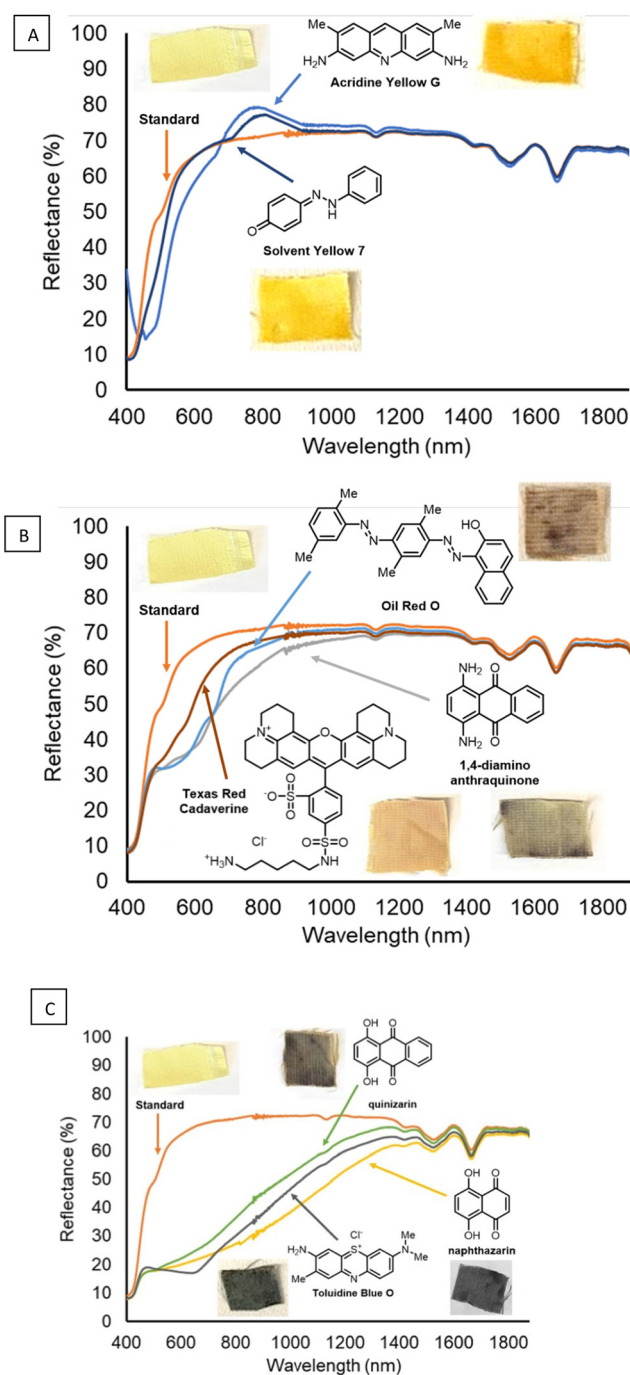 A
100
90
80
70
60
50
40
30
20
10
0
Reflectance (%)
Standard
Me
Me
H₂N
N
NH₂
Acridine Yellow G
N
N
H
O
Solvent Yellow 7
400 600 800 1000 1200 1400 1600 1800
Wavelength (nm)
B
100
90
80
70
60
50
40
30
20
10
0
Reflectance (%)
Standard
Me
Me
Me
Me
N
N
N
N
HO
Oil Red O
NH₂
O
O
NH₂
1,4-diamino
anthraquinone
N⁺
O
N
Texas Red
Cadaverine
O
⁻O-S
O
O=S=O
Cl⁻
⁺H₃N
NH
400 600 800 1000 1200 1400 1600 1800
Wavelength (nm)
C
100
90
80
70
60
50
40
30
20
10
0
Reflectance (%)
Standard
OH
O
OH
O
quinizarin
OH
O
OH
O
naphthazarin
Cl⁻
H₂N
S⁺
N
Me
Me
Me
N
Toluidine Blue O
400 600 800 1000 1200 1400 1600 1800
Wavelength (nm)